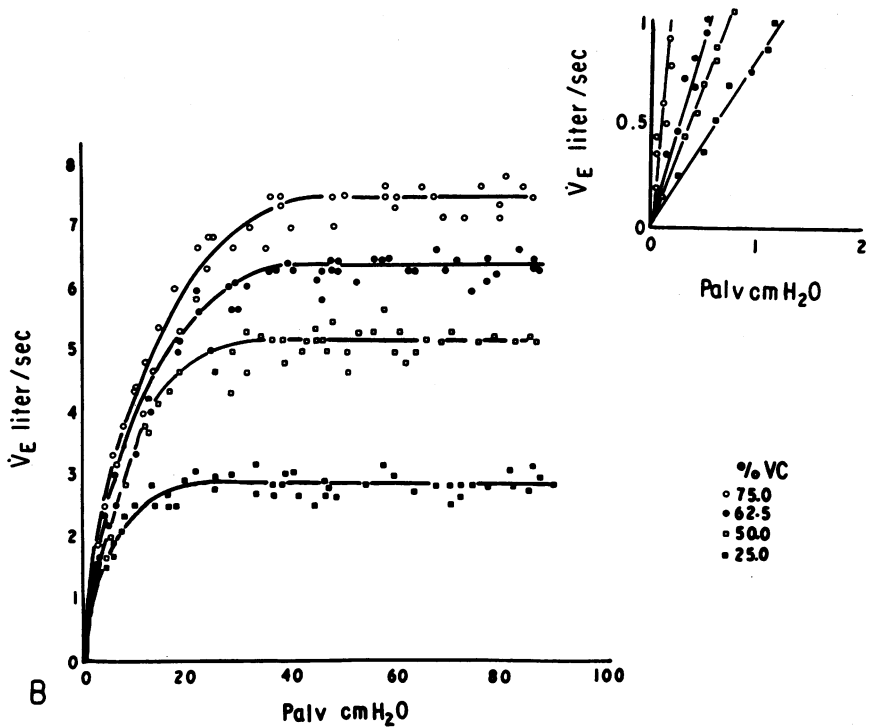 1
0.5
0
0 1 2
V̇E liter/sec
Palv cmH2O
8
7
6
5
4
3
2
1
0
0 20 40 60 80 100
V̇E liter/sec
Palv cmH2O
B
% VC
○ 75.0
● 62.5
□ 50.0
■ 25.0